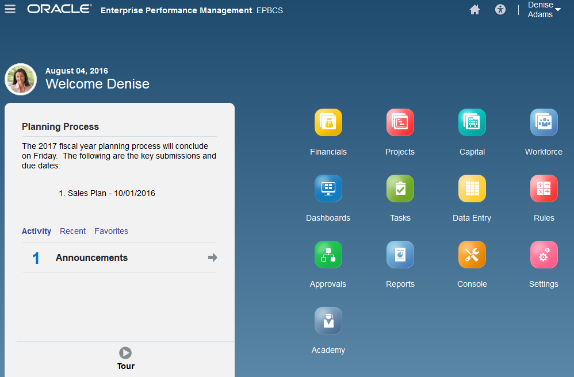 ORACLE Enterprise Performance Management EPBCS
Denise
Adams
August 04, 2016
Welcome Denise
Planning Process
The 2017 fiscal year planning process will conclude
on Friday. The following are the key submissions and
due dates:
1. Sales Plan - 10/01/2016
Activity Recent Favorites
1 Announcements
Tour
Financials Projects Capital Workforce
Dashboards Tasks Data Entry Rules
Approvals Reports Console Settings
Academy